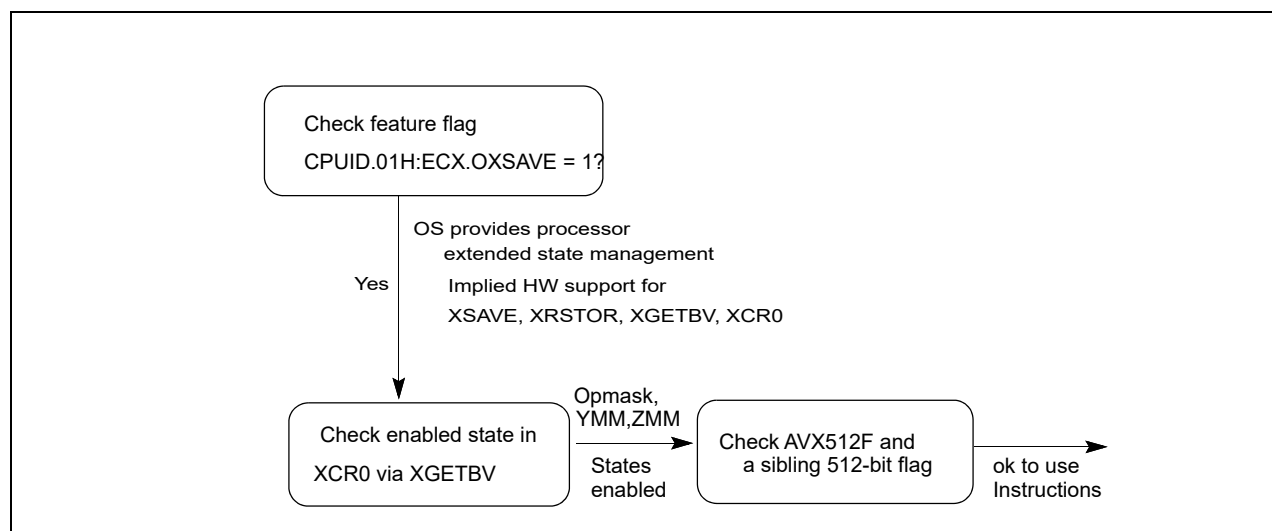 Check feature flag
CPUID.01H:ECX.OXSAVE = 1?
OS provides processor
extended state management
Yes
Implied HW support for
XSAVE, XRSTOR, XGETBV, XCR0
Check enabled state in
XCR0 via XGETBV
Opmask,
YMM,ZMM
States
enabled
Check AVX512F and
a sibling 512-bit flag
ok to use
Instructions